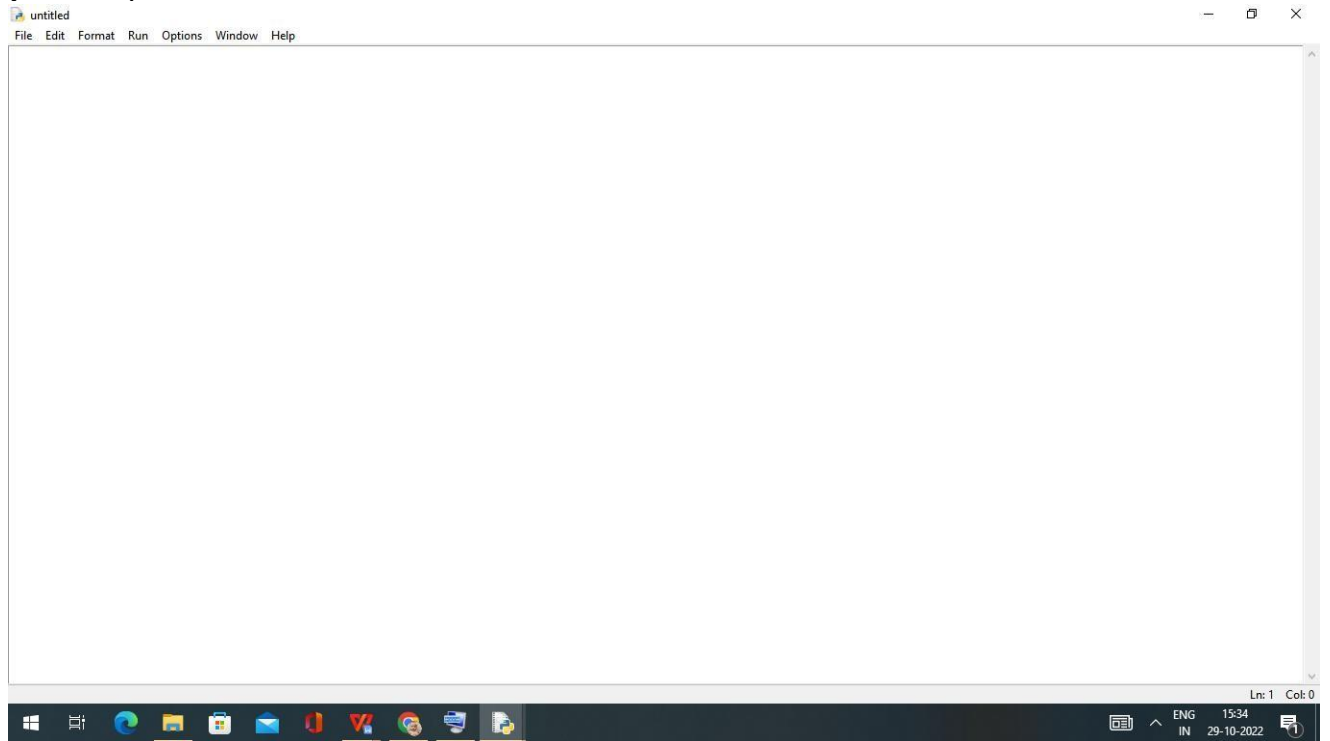 untitled
File Edit Format Run Options Window Help
Ln: 1 Col: 0
ENG 15:34
IN 29-10-2022
1